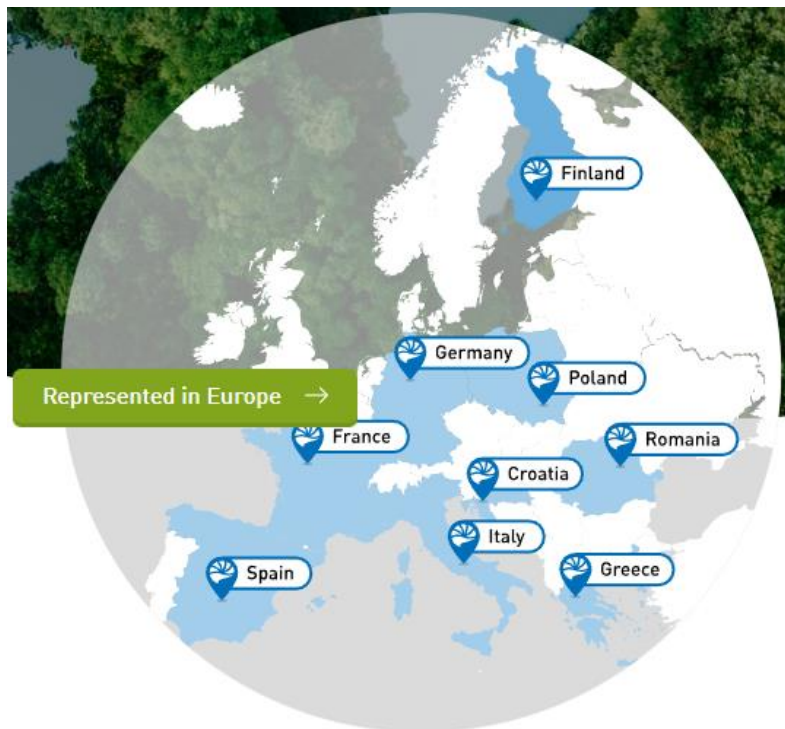 Finland
Germany
Poland
Represented in Europe →
France
Romania
Croatia
Italy
Spain
Greece